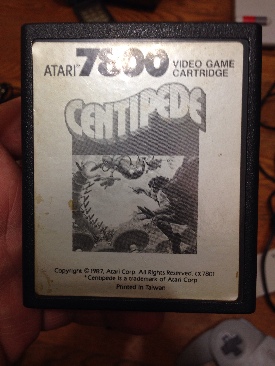 ATARI 7800 VIDEO GAME
CARTRIDGE
CENTIPEDE
Copyright © 1987, Atari Corp. All Rights Reserved. CX7801
*Centipede is a trademark of Atari Corp.
Printed in Taiwan